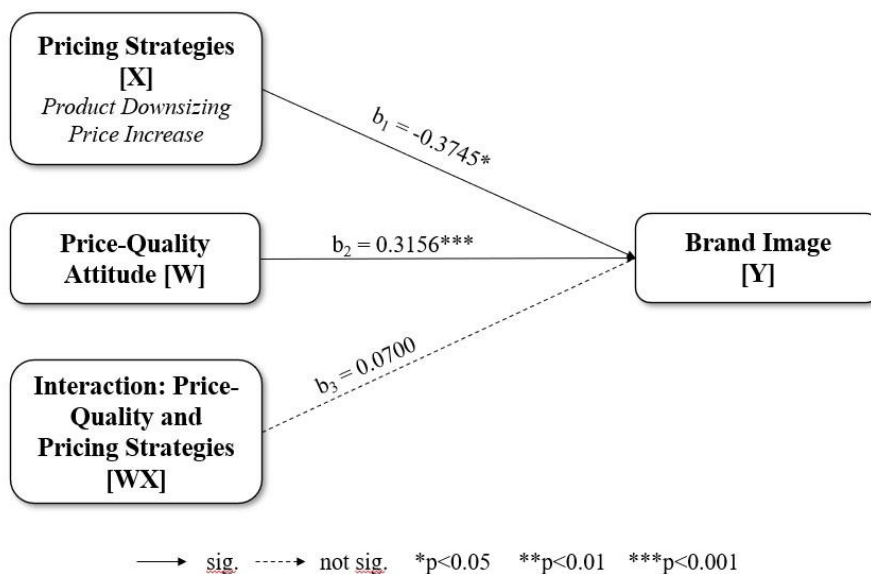 Pricing Strategies
[X]
Product Downsizing
Price Increase
b1 = -0.3745*
Price-Quality
Attitude [W]
b2 = 0.3156***
Brand Image
[Y]
Interaction: Price-
Quality and
Pricing Strategies
[WX]
b3 = 0.0700
sig. not sig. *p<0.05 **p<0.01 ***p<0.001